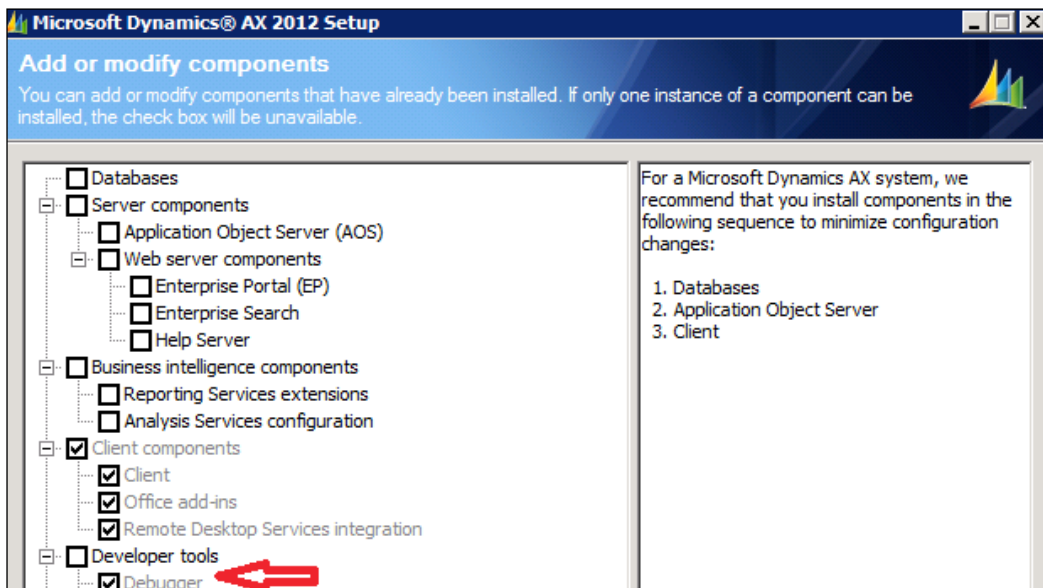 Microsoft Dynamics® AX 2012 Setup
Add or modify components
You can add or modify components that have already been installed. If only one instance of a component can be
installed, the check box will be unavailable.
Databases
Server components
Application Object Server (AOS)
Web server components
Enterprise Portal (EP)
Enterprise Search
Help Server
Business intelligence components
Reporting Services extensions
Analysis Services configuration
Client components
Client
Office add-ins
Remote Desktop Services integration
Developer tools
Debugger
For a Microsoft Dynamics AX system, we
recommend that you install components in the
following sequence to minimize configuration
changes:
1. Databases
2. Application Object Server
3. Client